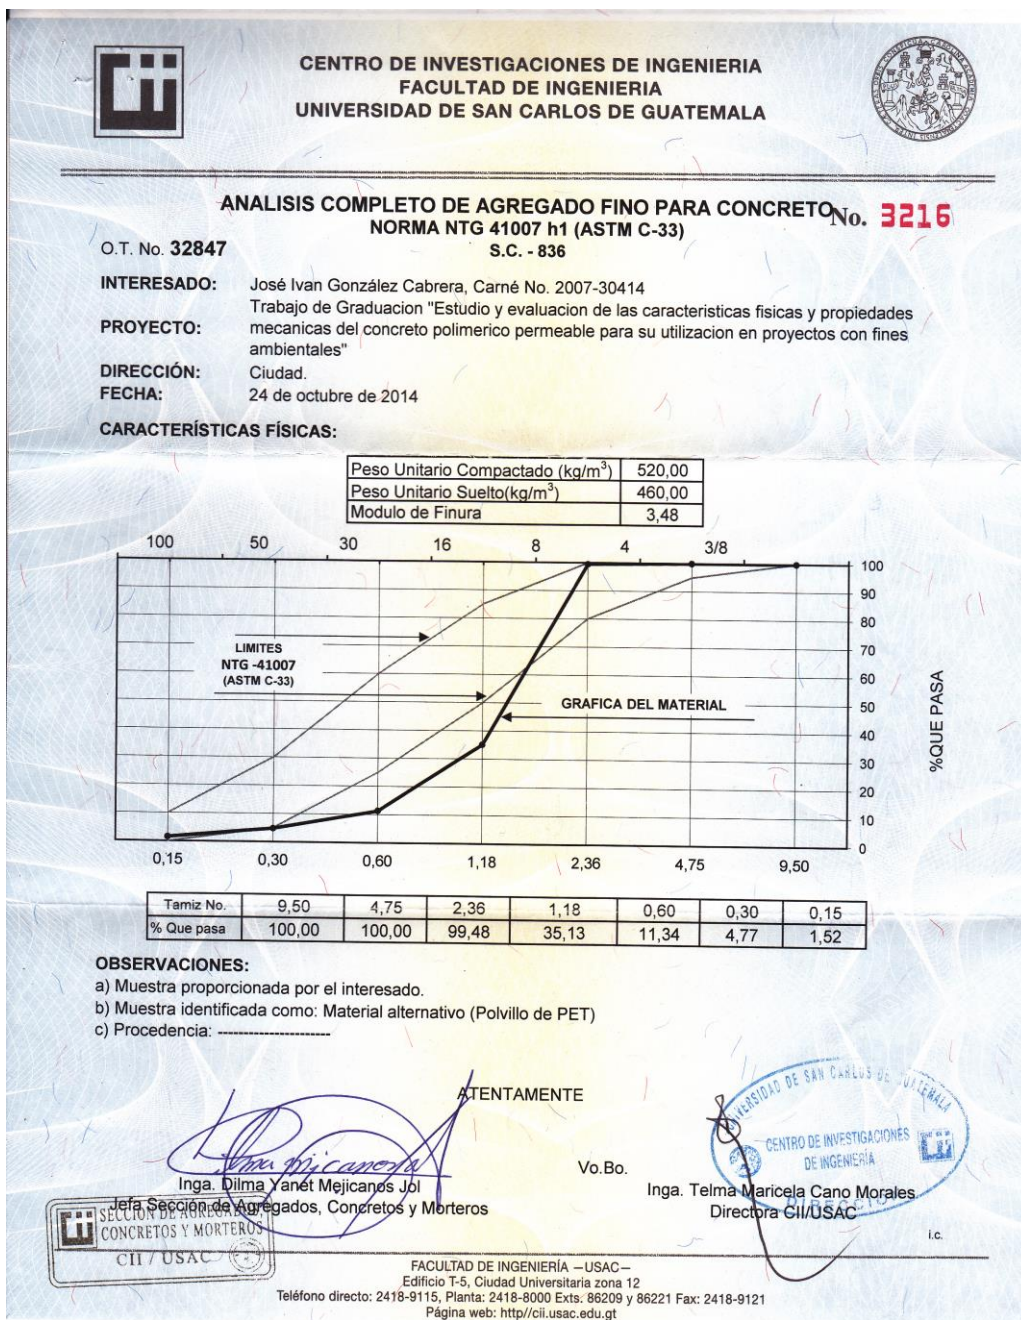 Cii
CENTRO DE INVESTIGACIONES DE INGENIERIA
FACULTAD DE INGENIERIA
UNIVERSIDAD DE SAN CARLOS DE GUATEMALA
ANALISIS COMPLETO DE AGREGADO FINO PARA CONCRETO No. 3216
NORMA NTG 41007 h1 (ASTM C-33)
O.T. No. 32847
S.C. - 836
INTERESADO: José Ivan González Cabrera, Carné No. 2007-30414
PROYECTO: Trabajo de Graduacion "Estudio y evaluacion de las caracteristicas fisicas y propiedades
mecanicas del concreto polimerico permeable para su utilizacion en proyectos con fines
ambientales"
DIRECCIÓN: Ciudad.
FECHA: 24 de octubre de 2014
CARACTERÍSTICAS FÍSICAS:
Peso Unitario Compactado (kg/m³) 520,00
Peso Unitario Suelto(kg/m³) 460,00
Modulo de Finura 3,48
100 50 30 16 8 4 3/8
100
90
80
70
60
50
40
30
20
10
0
%QUE PASA
LIMITES
NTG -41007
(ASTM C-33)
GRAFICA DEL MATERIAL
0,15 0,30 0,60 1,18 2,36 4,75 9,50
Tamiz No. 9,50 4,75 2,36 1,18 0,60 0,30 0,15
% Que pasa 100,00 100,00 99,48 35,13 11,34 4,77 1,52
OBSERVACIONES:
a) Muestra proporcionada por el interesado.
b) Muestra identificada como: Material alternativo (Polvillo de PET)
c) Procedencia: ----------------------
ATENTAMENTE
Inga. Dilma Yanet Mejicanos Jol
Jefa Sección de Agregados, Concretos y Morteros
SECCIÓN DE AGREGADOS,
CONCRETOS Y MORTEROS
CII / USAC
Vo.Bo.
UNIVERSIDAD DE SAN CARLOS DE GUATEMALA
CENTRO DE INVESTIGACIONES
DE INGENIERÍA
DIRECCIÓN
Inga. Telma Maricela Cano Morales
Directora CII/USAC
i.c.
FACULTAD DE INGENIERÍA —USAC—
Edificio T-5, Ciudad Universitaria zona 12
Teléfono directo: 2418-9115, Planta: 2418-8000 Exts. 86209 y 86221 Fax: 2418-9121
Página web: http//cii.usac.edu.gt